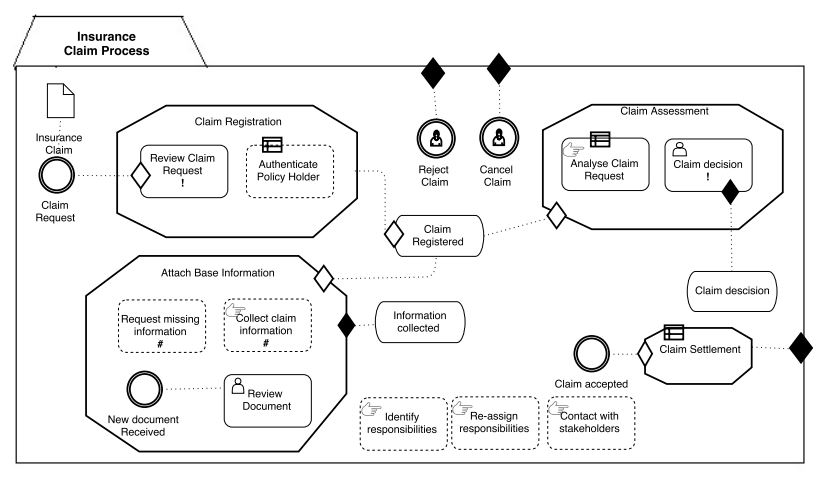 Insurance
Claim Process
Insurance
Claim
Claim
Request
Claim Registration
Review Claim
Request
!
Authenticate
Policy Holder
Reject
Claim
Cancel
Claim
Claim Assessment
Analyse Claim
Request
Claim decision
!
Claim
Registered
Claim descision
Attach Base Information
Request missing
information
#
Collect claim
information
#
Information
collected
New document
Received
Review
Document
Claim accepted
Claim Settlement
Identify
responsibilities
Re-assign
responsibilities
Contact with
stakeholders